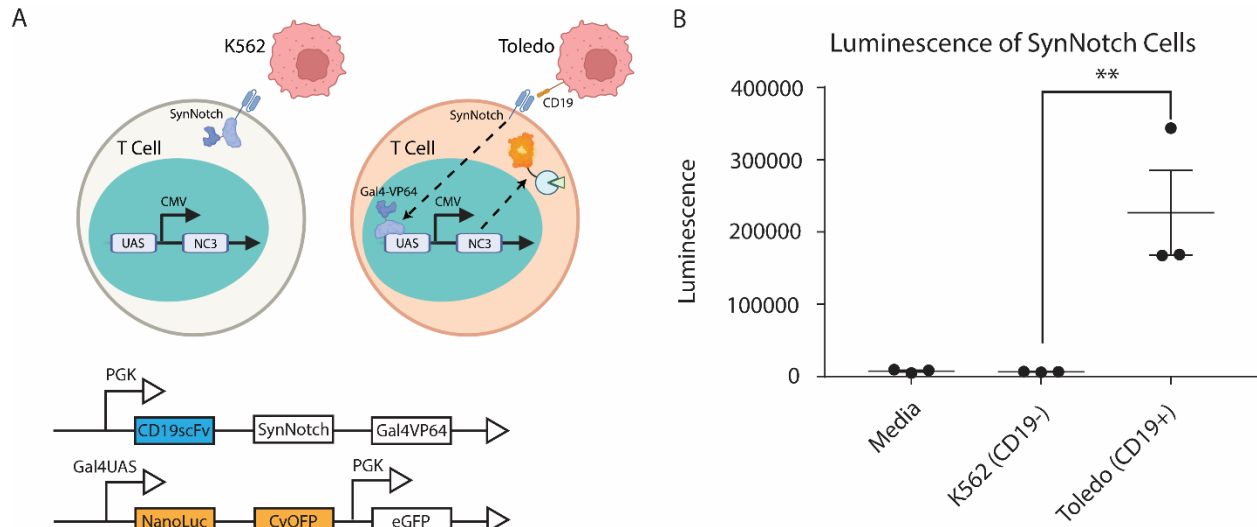 A
K562
SynNotch
T Cell
CMV
UAS
NC3
Toledo
CD19
SynNotch
T Cell
Gal4-VP64
CMV
UAS
NC3
PGK
CD19scFv
SynNotch
Gal4VP64
Gal4UAS
PGK
NanoLuc
CyOFP
eGFP
B
Luminescence of SynNotch Cells
**
400000
300000
200000
100000
0
Luminescence
Media
K562 (CD19-)
Toledo (CD19+)